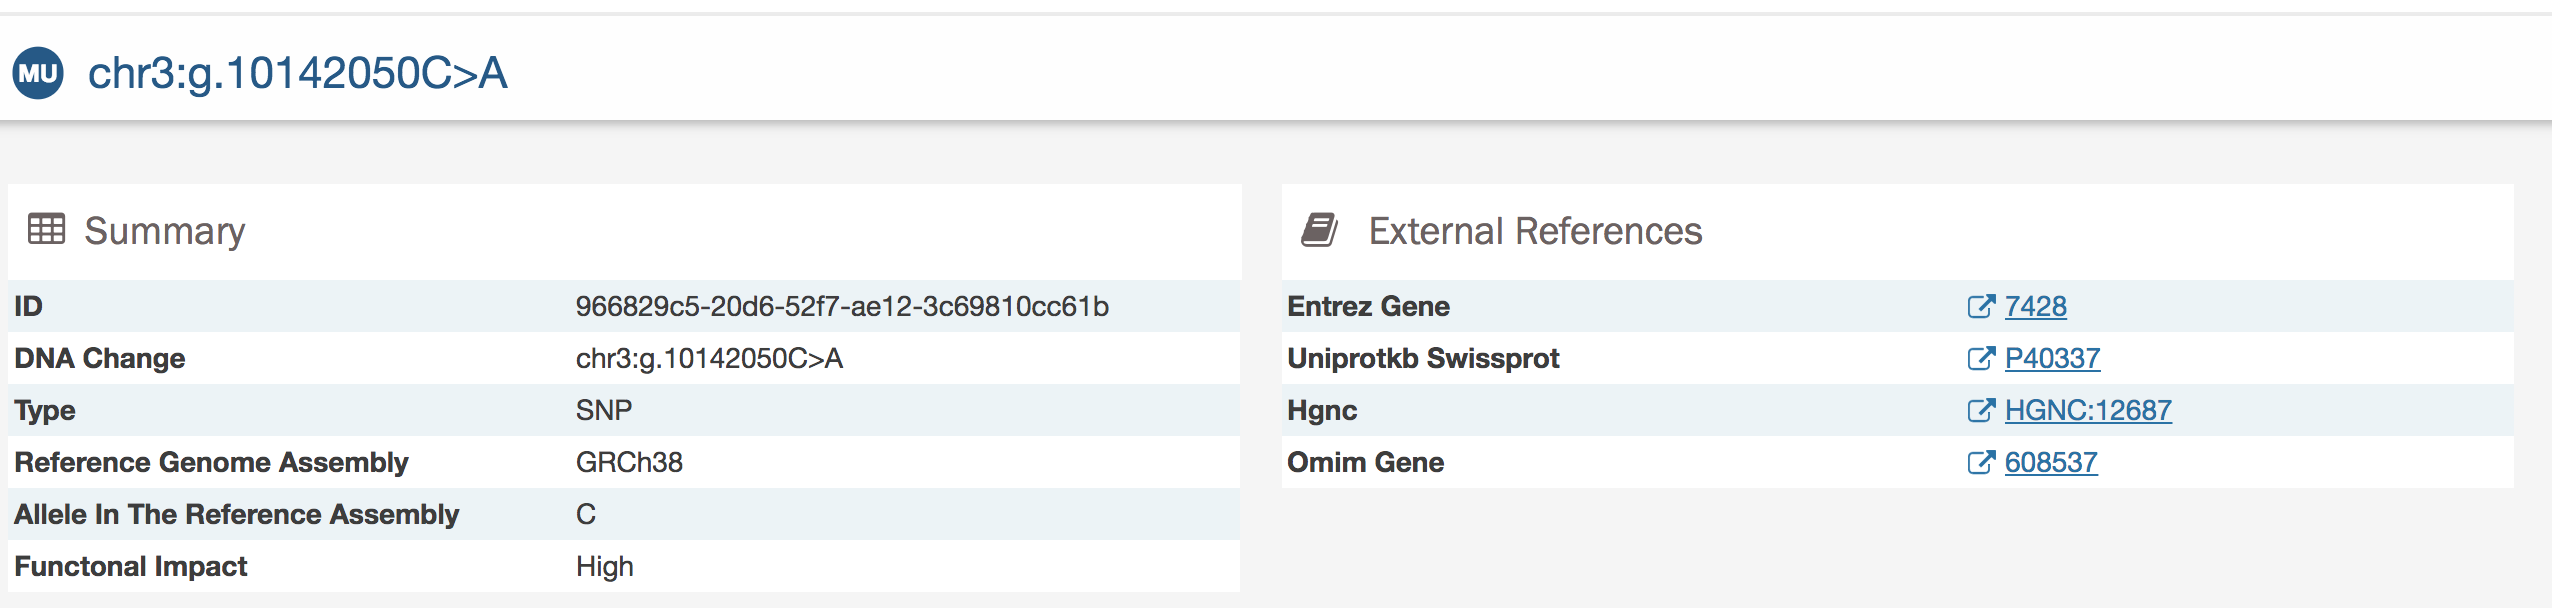 MU chr3:g.10142050C>A
Summary
ID 966829c5-20d6-52f7-ae12-3c69810cc61b
DNA Change chr3:g.10142050C>A
Type SNP
Reference Genome Assembly GRCh38
Allele In The Reference Assembly C
Functonal Impact High
External References
Entrez Gene 7428
Uniprotkb Swissprot P40337
Hgnc HGNC:12687
Omim Gene 608537